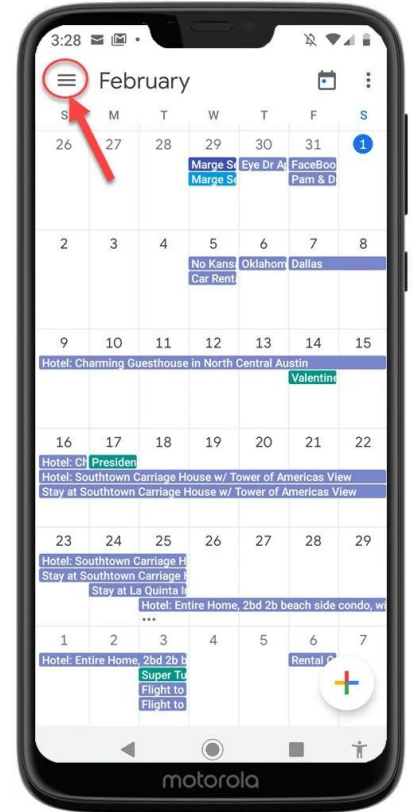 3:28
February
S M T W T F S
26 27 28 29 30 31 1
Marge Se Eye Dr Ap FaceBoo
Marge Se Pam & D
2 3 4 5 6 7 8
No Kansa Oklahom Dallas
Car Renta
9 10 11 12 13 14 15
Hotel: Charming Guesthouse in North Central Austin
Valentine
16 17 18 19 20 21 22
Hotel: Ch Presiden
Hotel: Southtown Carriage House w/ Tower of Americas View
Stay at Southtown Carriage House w/ Tower of Americas View
23 24 25 26 27 28 29
Hotel: Southtown Carriage H
Stay at Southtown Carriage H
Stay at La Quinta In
Hotel: Entire Home, 2bd 2b beach side condo, wi
...
1 2 3 4 5 6 7
Hotel: Entire Home, 2bd 2b b Rental
Super Tu
Flight to
Flight to
motorola